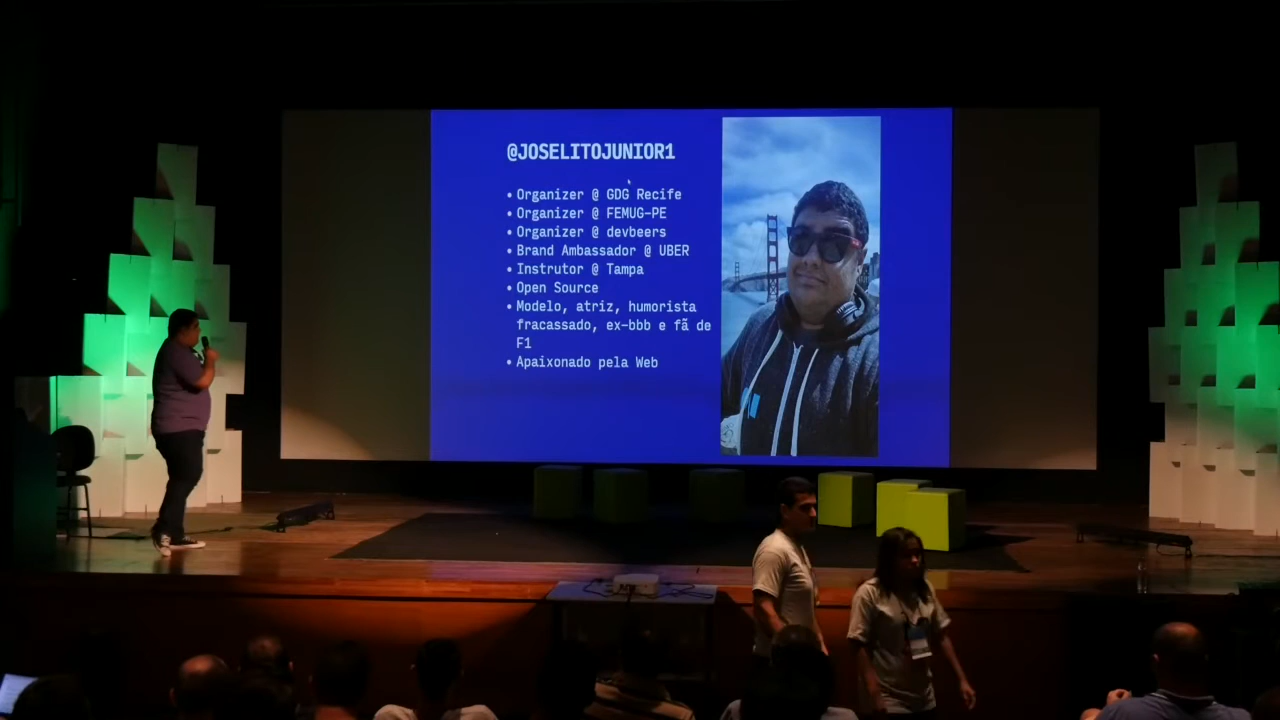 @JOSELITOJUNIOR1
• Organizer @ GDG Recife
• Organizer @ FEMUG-PE
• Organizer @ devbeers
• Brand Ambassador @ UBER
• Instrutor @ Tampa
• Open Source
• Modelo, atriz, humorista
fracassado, ex-bbb e fã de
F1
• Apaixonado pela Web